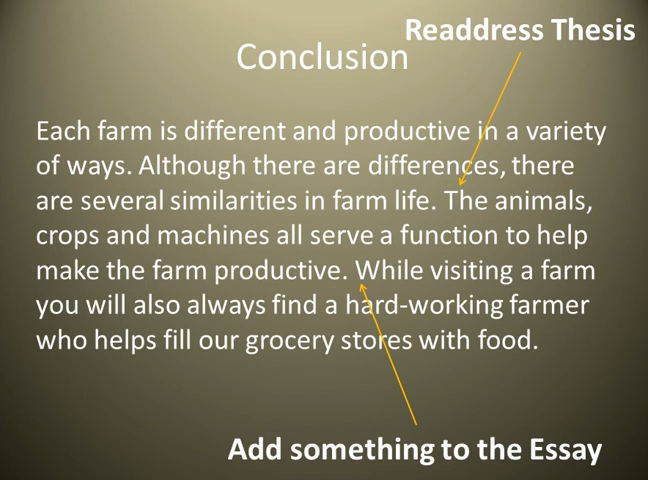 Readdress Thesis
Conclusion
Each farm is different and productive in a variety
of ways. Although there are differences, there
are several similarities in farm life. The animals,
crops and machines all serve a function to help
make the farm productive. While visiting a farm
you will also always find a hard-working farmer
who helps fill our grocery stores with food.
Add something to the Essay